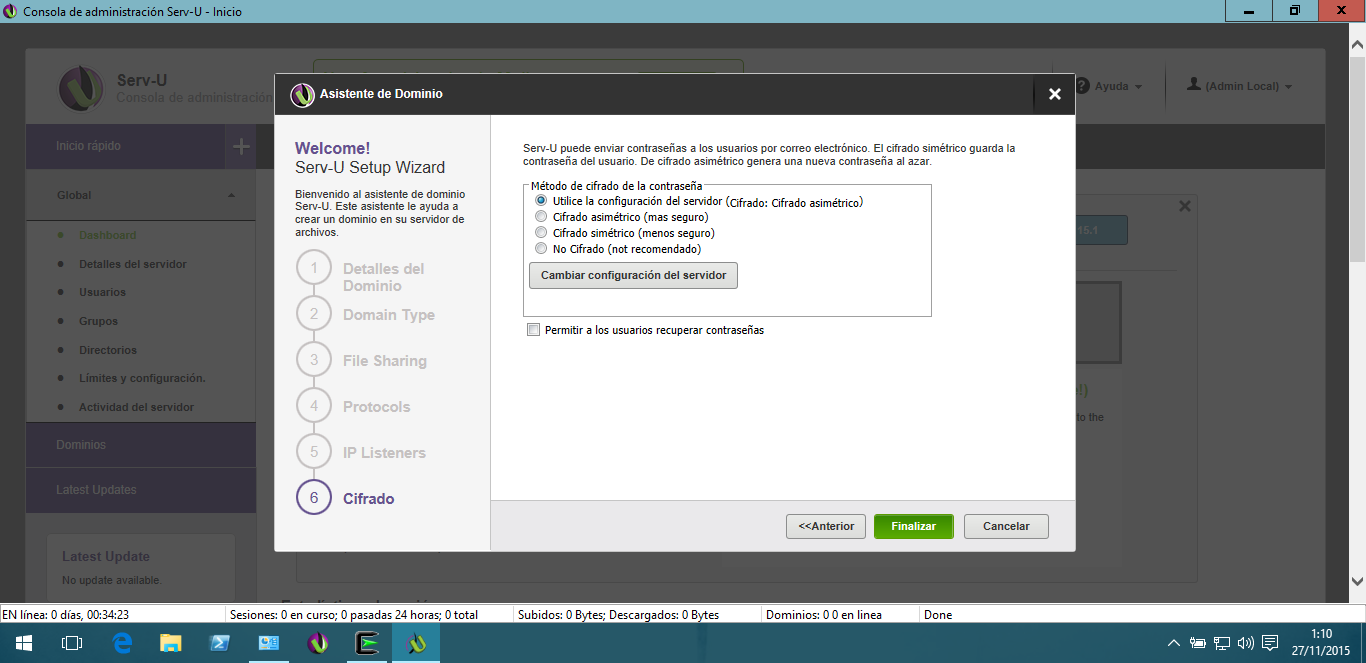 Consola de administración Serv-U - Inicio
Serv-U
Consola de administración
Ayuda
(Admin Local)
Inicio rápido
Global
Dashboard
Detalles del servidor
Usuarios
Grupos
Directorios
Límites y configuración.
Actividad del servidor
Dominios
Latest Updates
Latest Update
No update available.
15.1
!)
to the
Asistente de Dominio
Welcome!
Serv-U Setup Wizard
Bienvenido al asistente de dominio
Serv-U. Este asistente le ayuda a
crear un dominio en su servidor de
archivos.
1 Detalles del
Dominio
2 Domain Type
3 File Sharing
4 Protocols
5 IP Listeners
6 Cifrado
Serv-U puede enviar contraseñas a los usuarios por correo electrónico. El cifrado simétrico guarda la
contraseña del usuario. De cifrado asimétrico genera una nueva contraseña al azar.
Método de cifrado de la contraseña
Utilice la configuración del servidor (Cifrado: Cifrado asimétrico)
Cifrado asimétrico (mas seguro)
Cifrado simétrico (menos seguro)
No Cifrado (not recomendado)
Cambiar configuración del servidor
Permitir a los usuarios recuperar contraseñas
<<Anterior
Finalizar
Cancelar
EN línea: 0 días, 00:34:23
Sesiones: 0 en curso; 0 pasadas 24 horas; 0 total
Subidos: 0 Bytes; Descargados: 0 Bytes
Dominios: 0 0 en linea
Done
1:10
27/11/2015